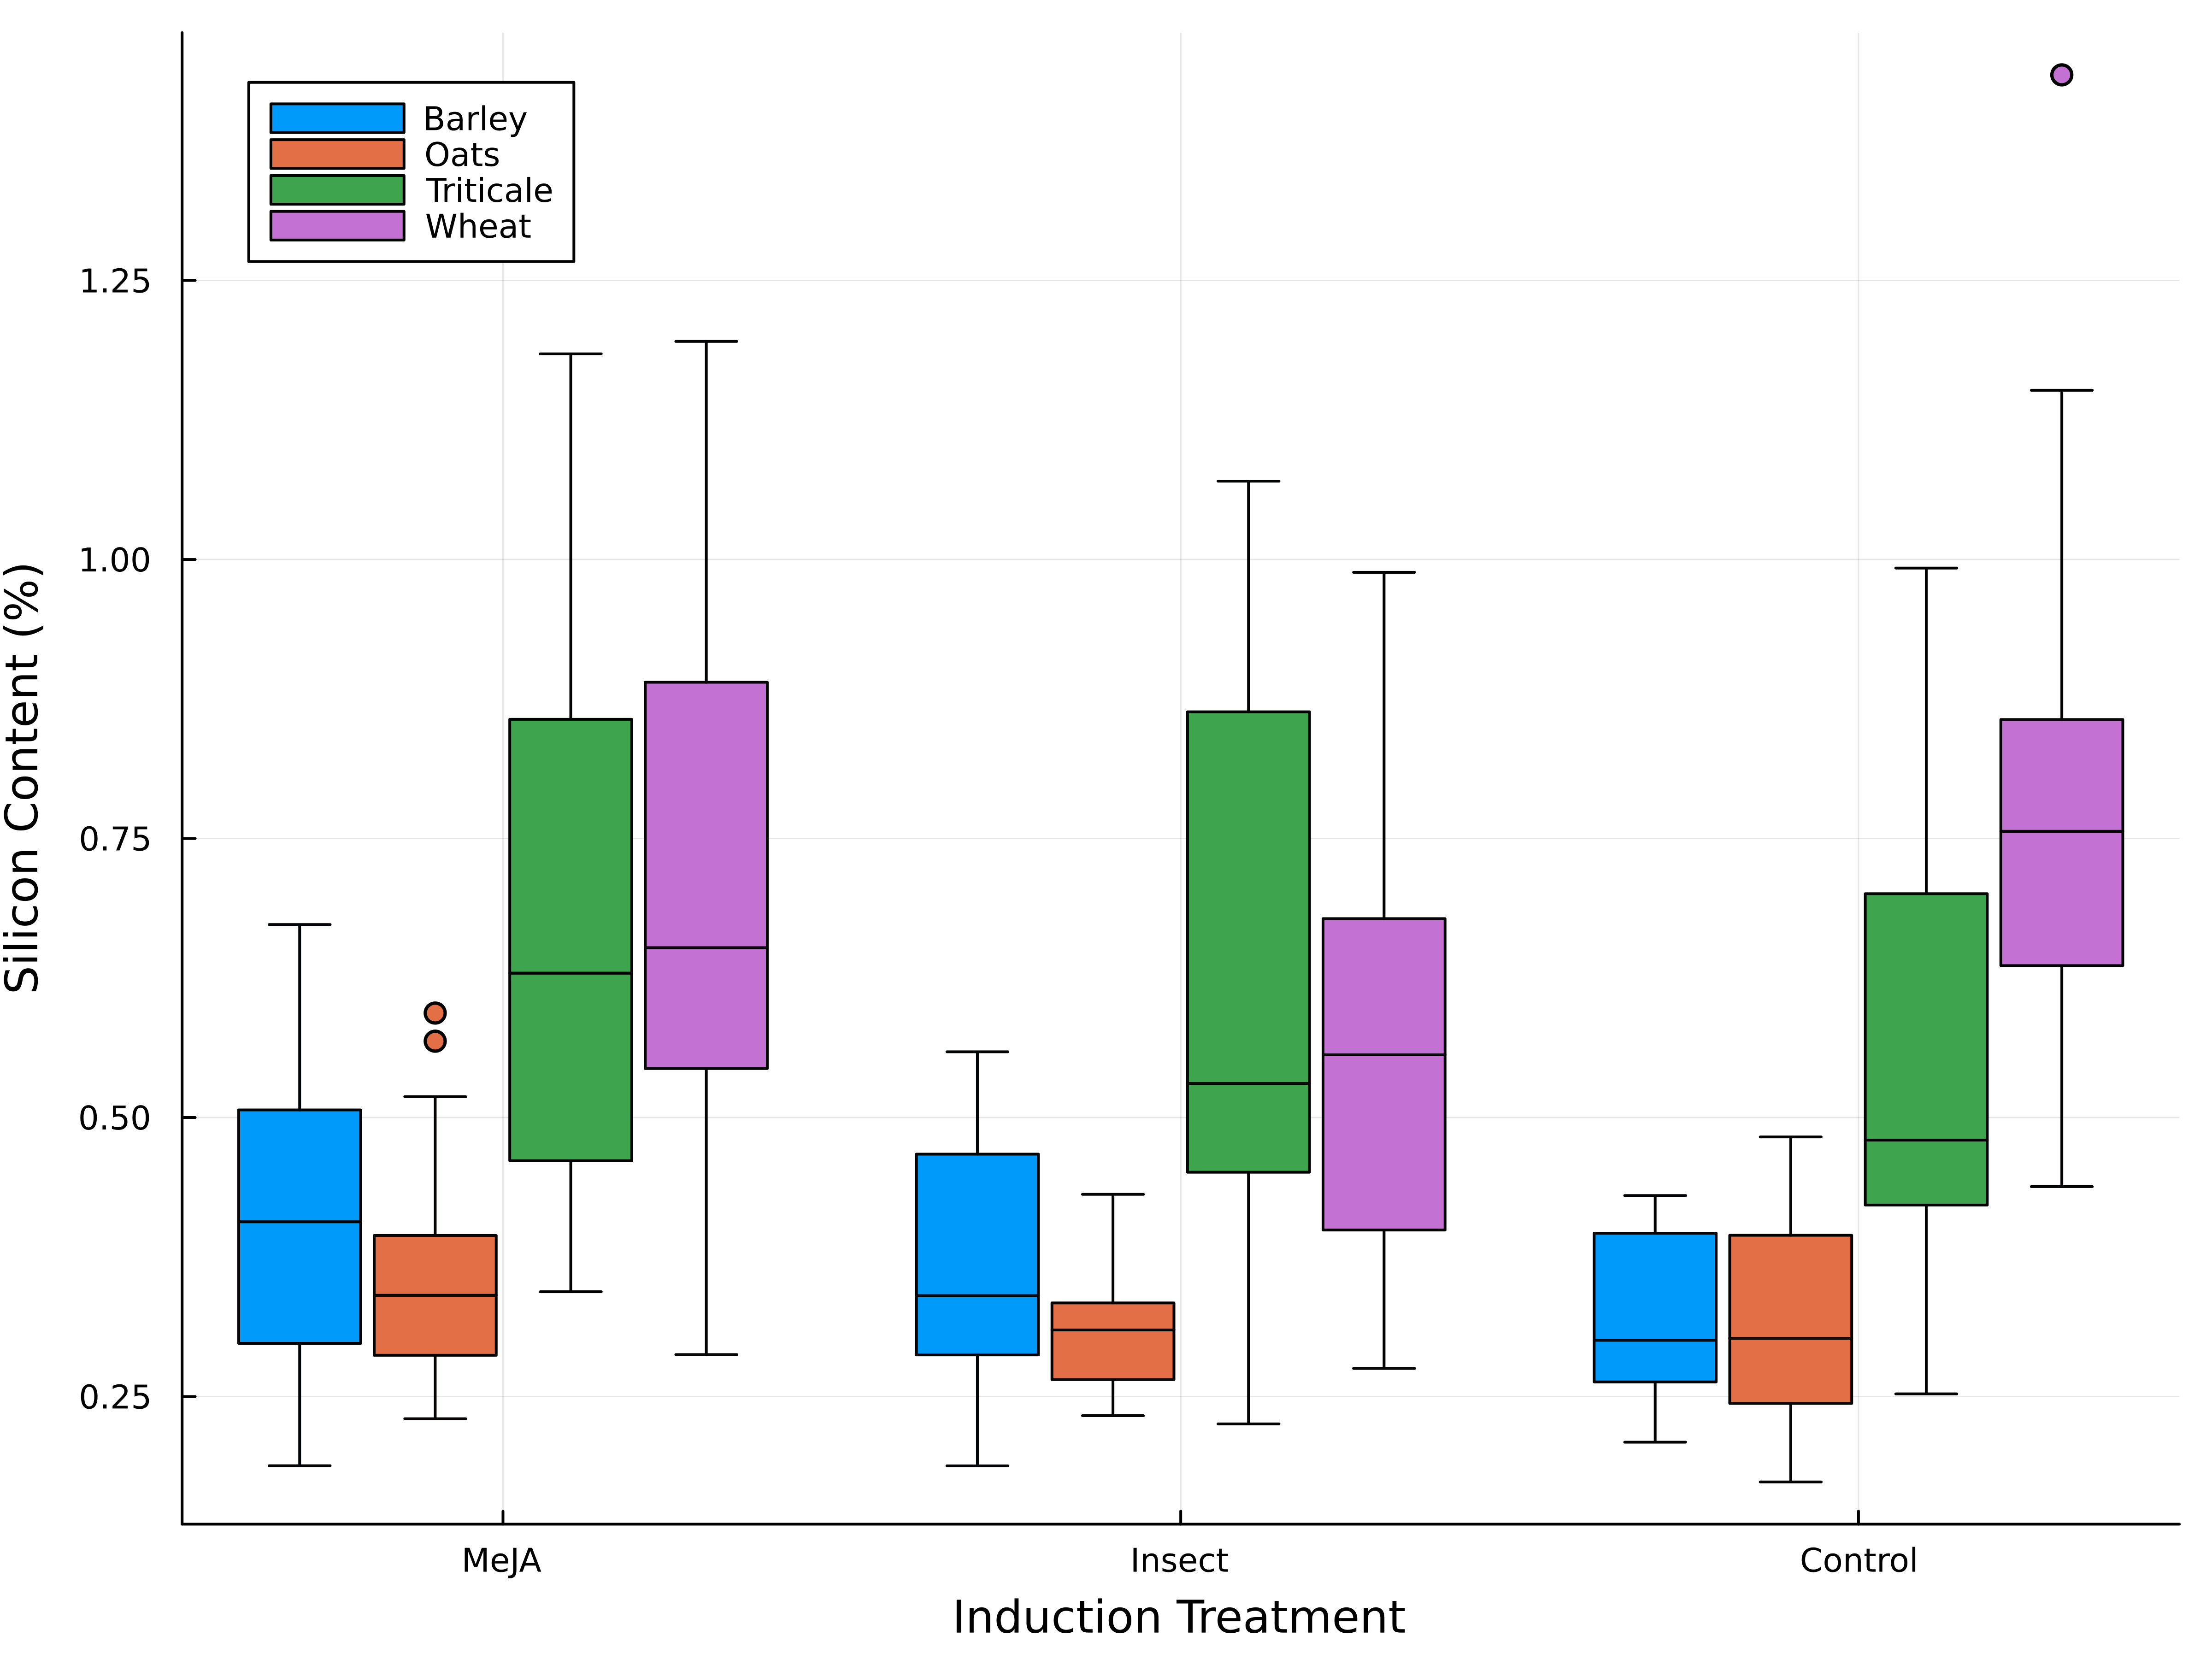 Barley
Oats
Triticale
Wheat
1.25
1.00
0.75
0.50
0.25
Silicon Content (%)
MeJA Insect Control
Induction Treatment